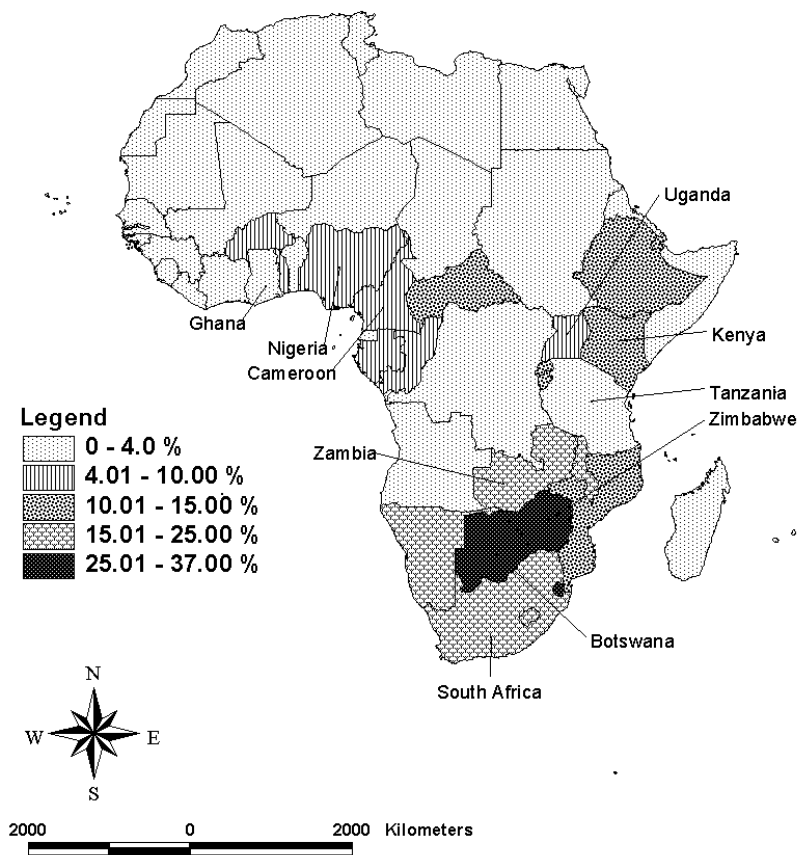 Uganda
Ghana
Nigeria
Cameroon
Kenya
Tanzania
Zimbabwe
Zambia
Legend
0 - 4.0 %
4.01 - 10.00 %
10.01 - 15.00 %
15.01 - 25.00 %
25.01 - 37.00 %
Botswana
South Africa
N
W E
S
2000 0 2000 Kilometers